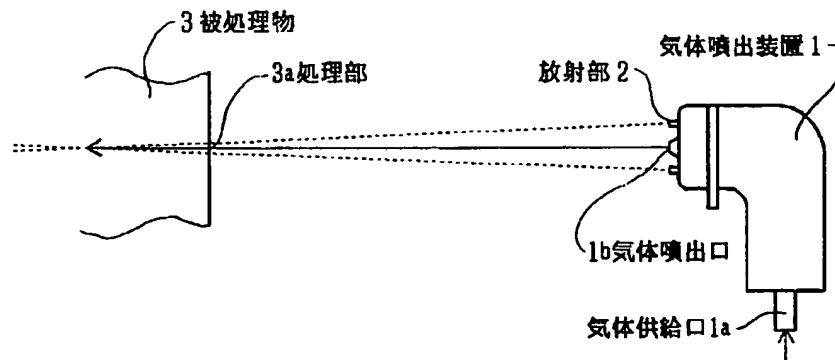 3 被処理物
気体噴出装置 1
3a処理部
放射部 2
1b気体噴出口
気体供給口1a